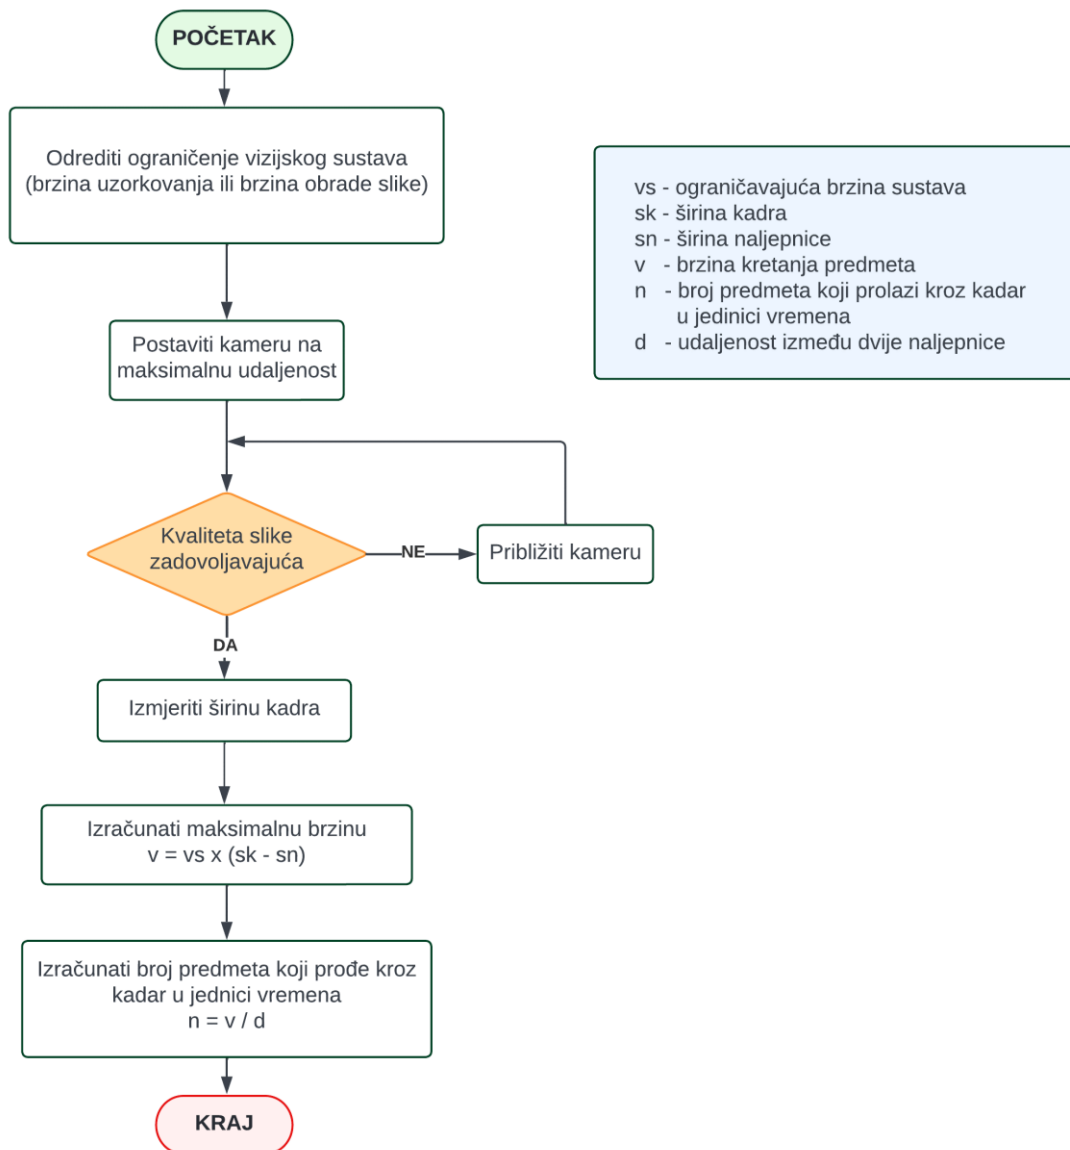 POČETAK
Odrediti ograničenje vizijskog sustava
(brzina uzorkovanja ili brzina obrade slike)
vs - ograničavajuća brzina sustava
sk - širina kadra
sn - širina naljepnice
v - brzina kretanja predmeta
n - broj predmeta koji prolazi kroz kadar
u jedinici vremena
d - udaljenost između dvije naljepnice
Postaviti kameru na
maksimalnu udaljenost
Kvaliteta slike
zadovoljavajuća
NE
Približiti kameru
DA
Izmjeriti širinu kadra
Izračunati maksimalnu brzinu
v = vs x (sk - sn)
Izračunati broj predmeta koji prođe kroz
kadar u jednici vremena
n = v / d
KRAJ